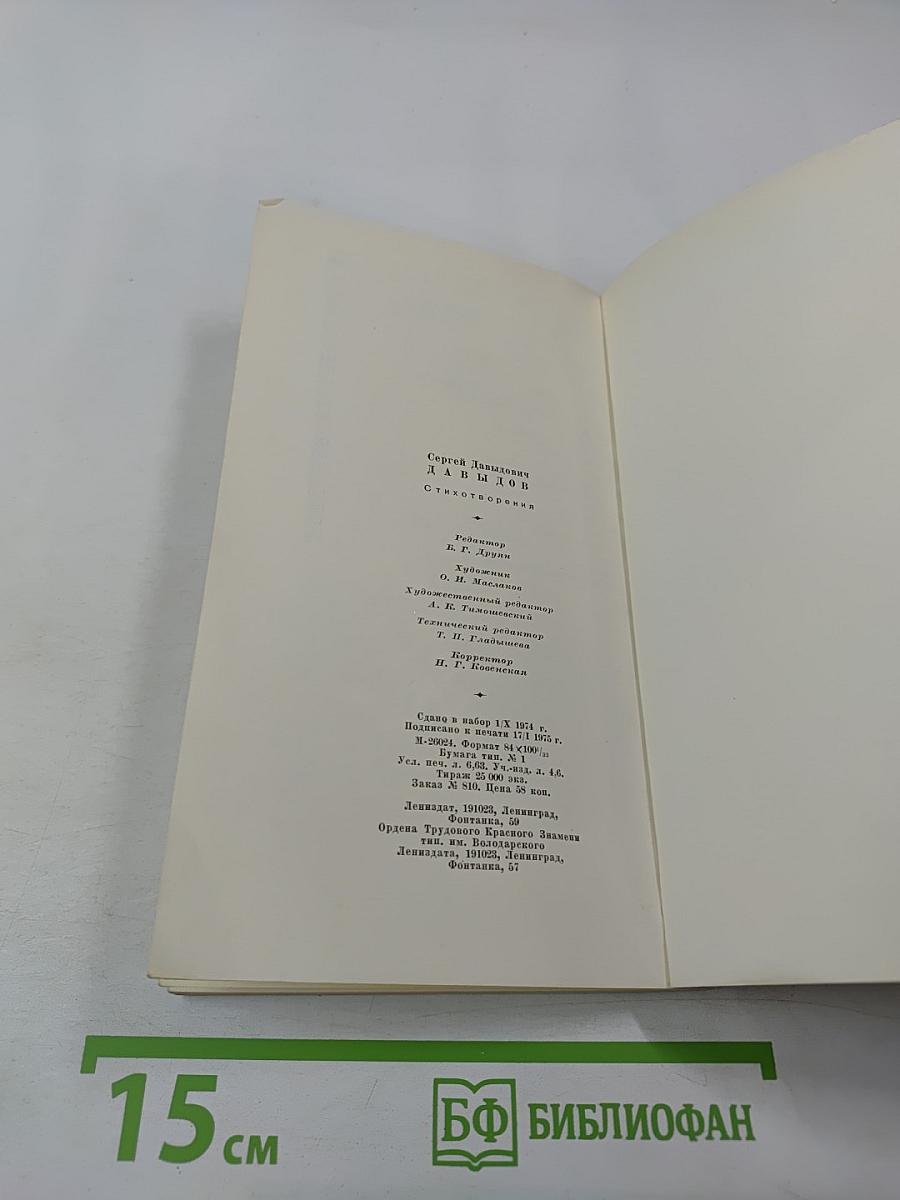 Сергей Давыдович
ДАВЫДОВ
Стихотворения
Редактор
Б. Г. Друян
Художник
О. И. Маслаков
Художественный редактор
А. К. Тимошевский
Технический редактор
Т. П. Гладышева
Корректор
Н. Г. Ковенская
Сдано в набор 1/X 1974 г.
Подписано к печати 17/I 1975 г.
М-26024. Формат 84×100¹/₃₂
Бумага тип. № 1
Усл. печ. л. 6,63. Уч.-изд. л. 4,6.
Тираж 25 000 экз.
Заказ № 810. Цена 58 коп.
Лениздат, 191023, Ленинград,
Фонтанка, 59
Ордена Трудового Красного Знамени
тип. им. Володарского
Лениздата, 191023, Ленинград,
Фонтанка, 57
15 см
БФ БИБЛИОФАН